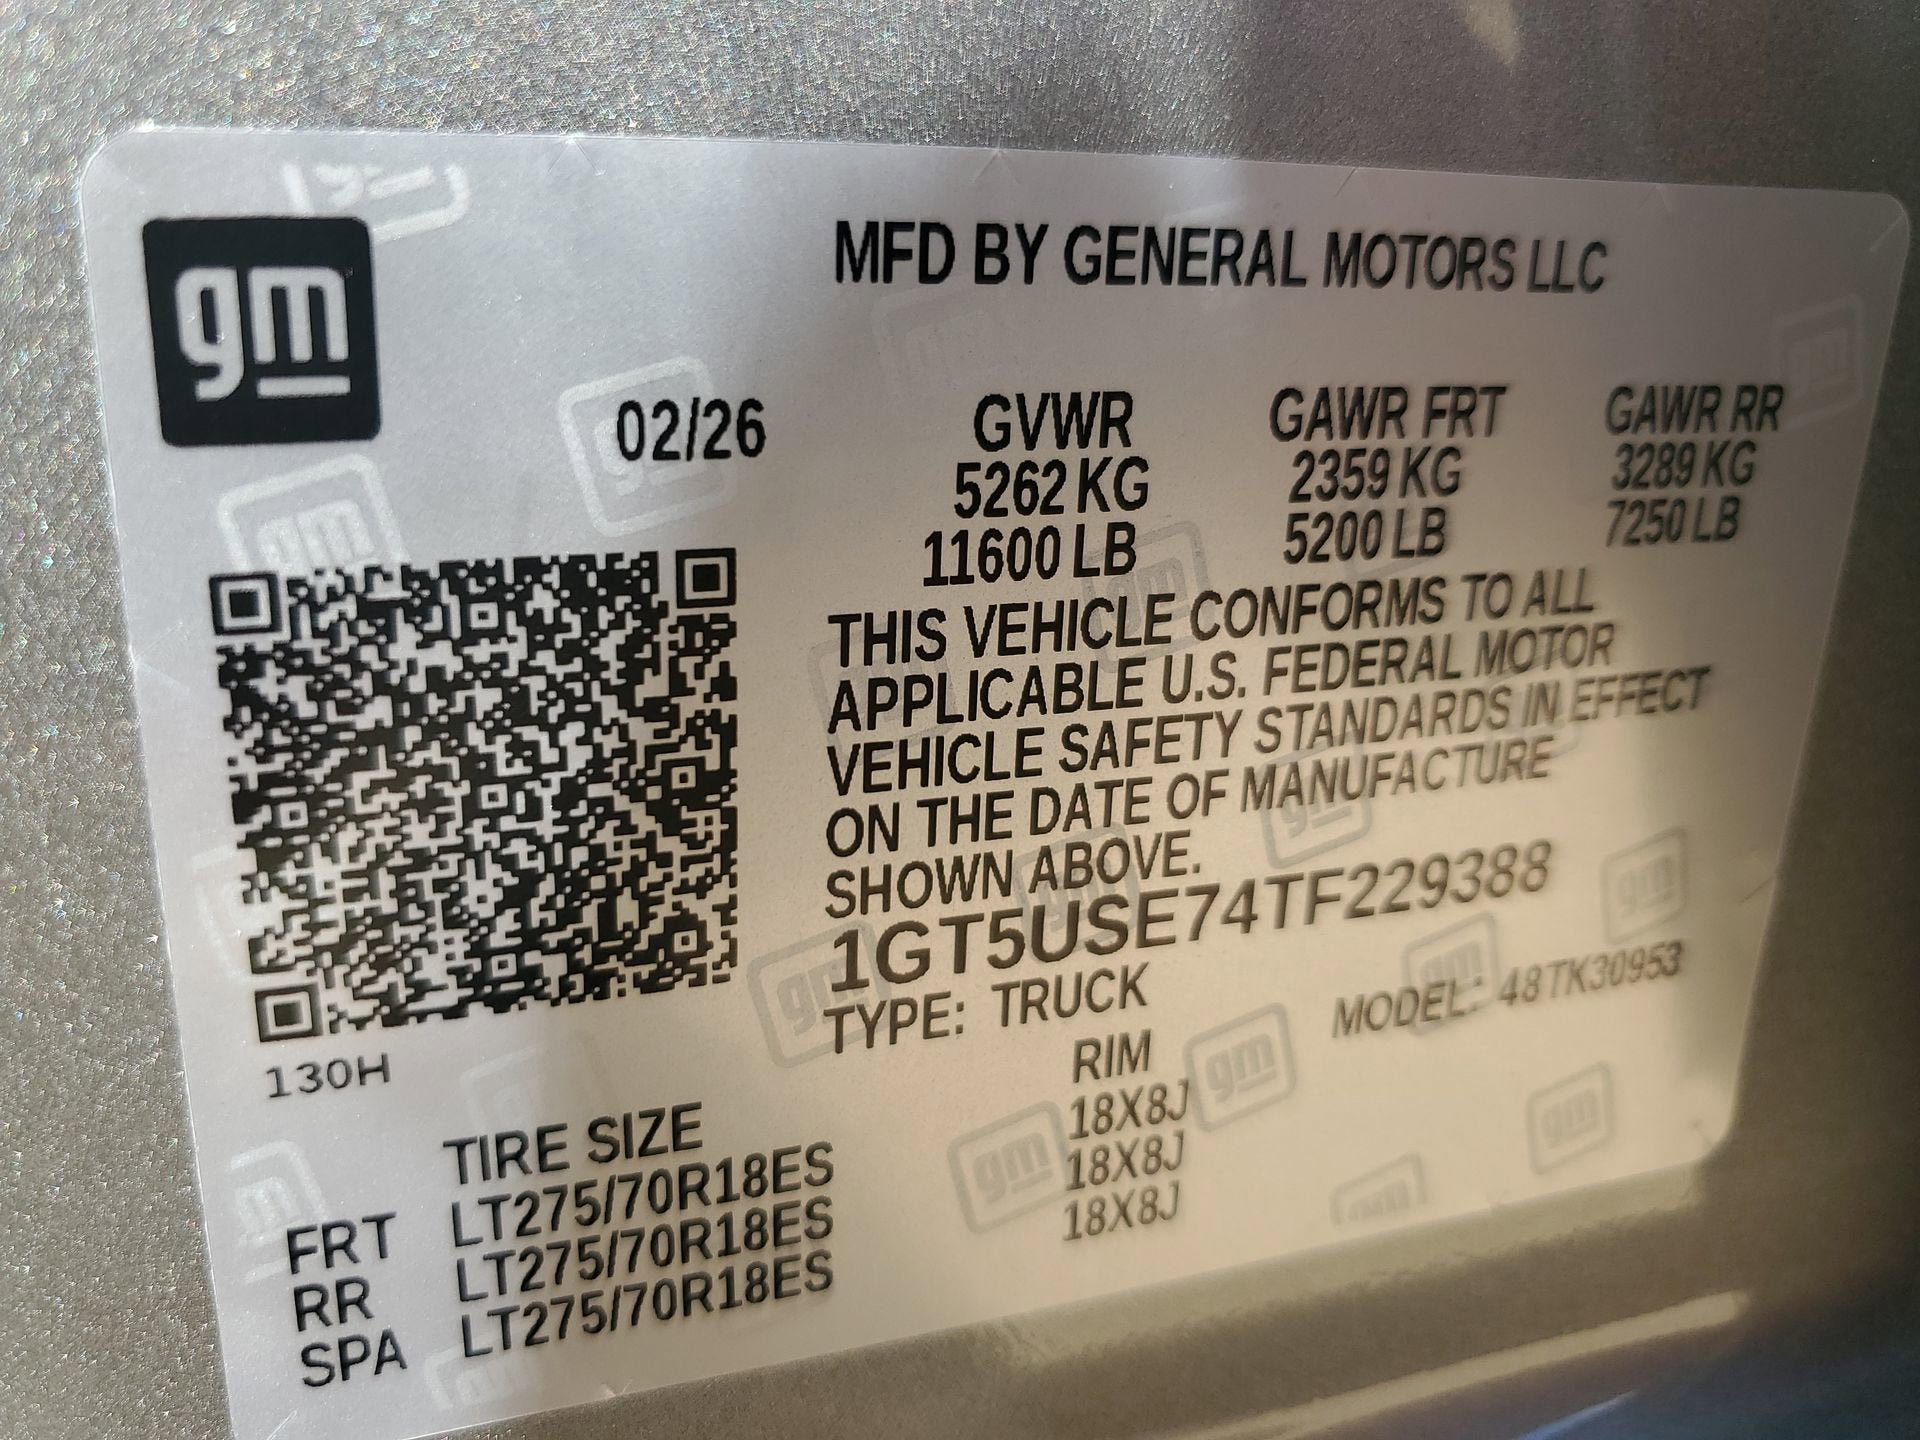 gm
MFD BY GENERAL MOTORS LLC
02/26
GVWR GAWR FRT GAWR RR
5262 KG 2359 KG 3289 KG
11600 LB 5200 LB 7250 LB
THIS VEHICLE CONFORMS TO ALL
APPLICABLE U.S. FEDERAL MOTOR
VEHICLE SAFETY STANDARDS IN EFFECT
ON THE DATE OF MANUFACTURE
SHOWN ABOVE.
1GT5USE74TF229388
TYPE: TRUCK MODEL: 48TK30953
130H
TIRE SIZE RIM
FRT LT275/70R18ES 18X8J
RR LT275/70R18ES 18X8J
SPA LT275/70R18ES 18X8J